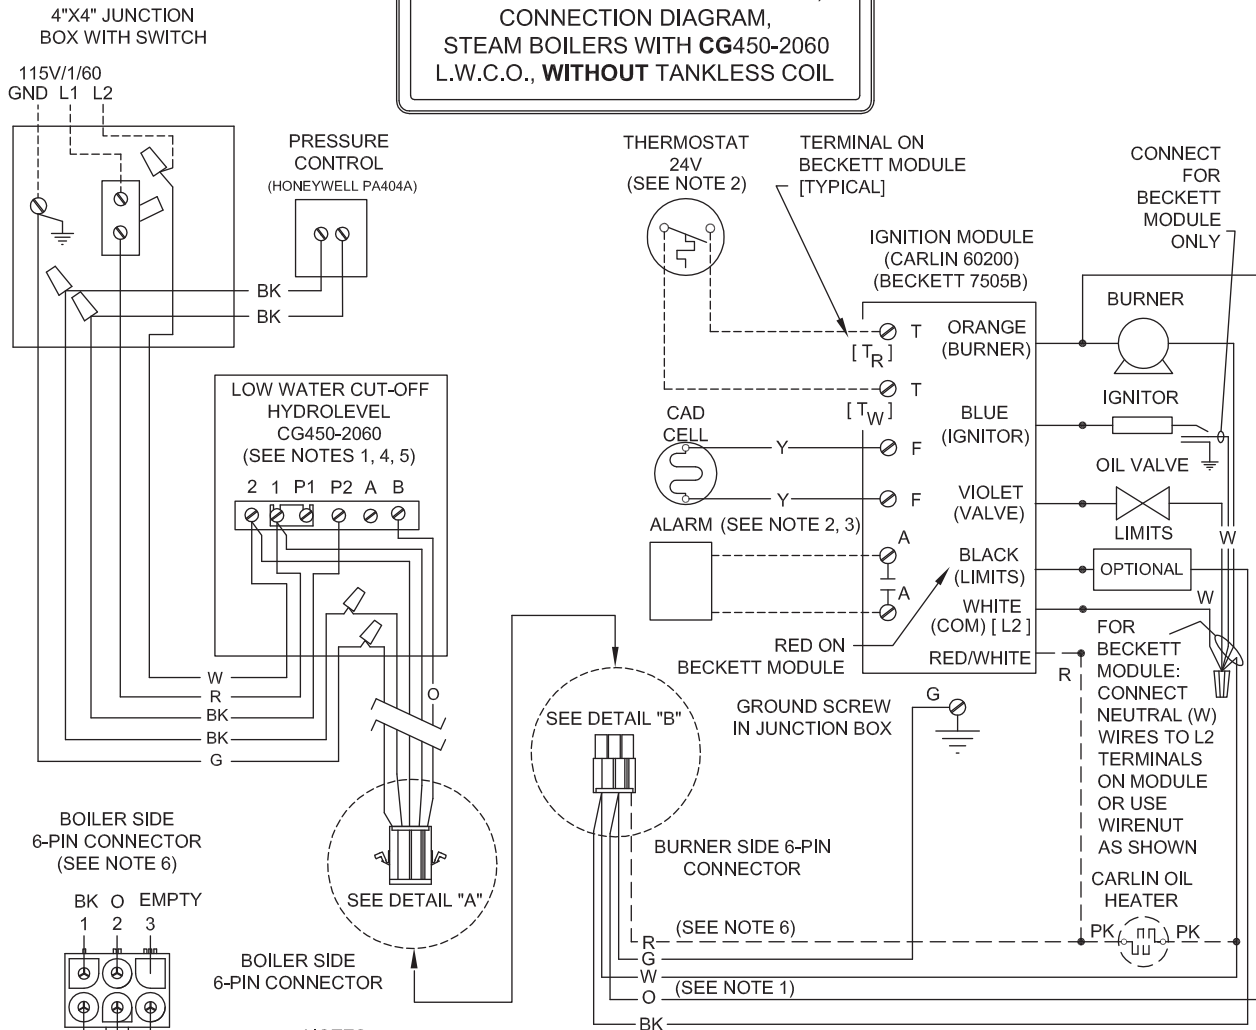 4"X4" JUNCTION
BOX WITH SWITCH
115V/1/60
GND L1 L2
CONNECTION DIAGRAM,
STEAM BOILERS WITH CG450-2060
L.W.C.O., WITHOUT TANKLESS COIL
PRESSURE
CONTROL
(HONEYWELL PA404A)
BK
BK
THERMOSTAT
24V
(SEE NOTE 2)
TERMINAL ON
BECKETT MODULE
[TYPICAL]
CONNECT
FOR
BECKETT
MODULE
ONLY
IGNITION MODULE
(CARLIN 60200)
(BECKETT 7505B)
T
[ TR ]
T
[ TW ]
F
F
A
A
ORANGE
(BURNER)
BLUE
(IGNITOR)
VIOLET
(VALVE)
BLACK
(LIMITS)
WHITE
(COM) [ L2 ]
RED/WHITE
BURNER
IGNITOR
OIL VALVE
LIMITS
OPTIONAL
W
W
R
CAD
CELL
Y
Y
ALARM (SEE NOTE 2, 3)
RED ON
BECKETT MODULE
LOW WATER CUT-OFF
HYDROLEVEL
CG450-2060
(SEE NOTES 1, 4, 5)
2 1 P1 P2 A B
W
R
BK
BK
G
O
SEE DETAIL "A"
BOILER SIDE
6-PIN CONNECTOR
SEE DETAIL "B"
BURNER SIDE 6-PIN
CONNECTOR
GROUND SCREW
IN JUNCTION BOX
G
FOR
BECKETT
MODULE:
CONNECT
NEUTRAL (W)
WIRES TO L2
TERMINALS
ON MODULE
OR USE
WIRENUT
AS SHOWN
CARLIN OIL
HEATER
PK PK
R (SEE NOTE 6)
G
W
O (SEE NOTE 1)
BK
BOILER SIDE
6-PIN CONNECTOR
(SEE NOTE 6)
BK O EMPTY
1 2 3